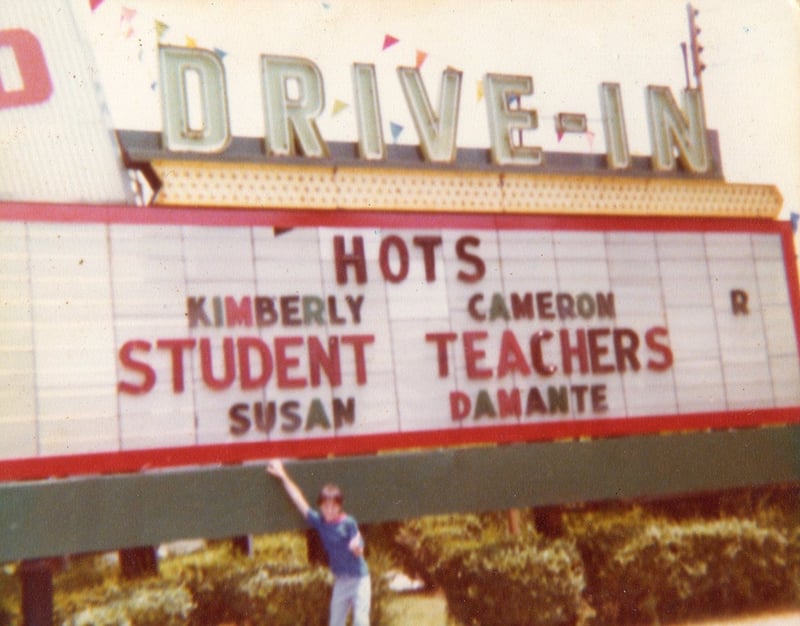 DRIVE-IN
HOTS
KIMBERLY CAMERON R
STUDENT TEACHERS
SUSAN DAMANTE